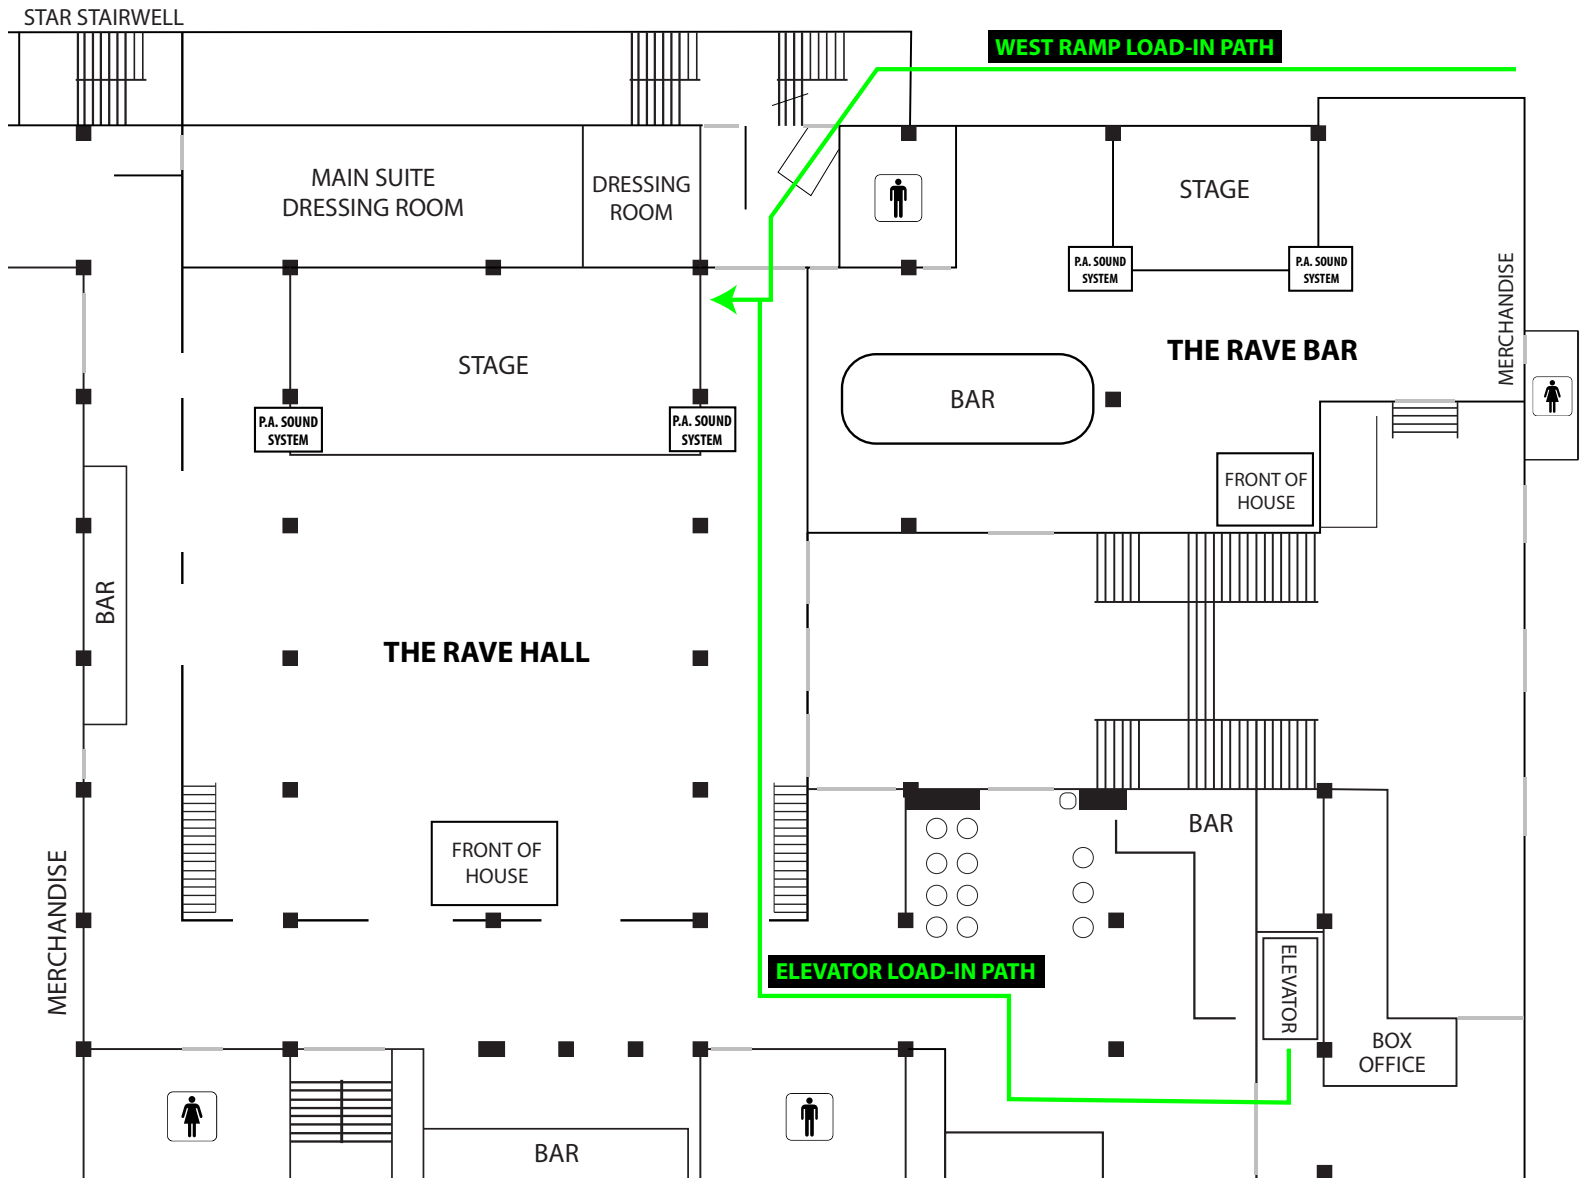 STAR STAIRWELL
WEST RAMP LOAD-IN PATH
MAIN SUITE
DRESSING ROOM
DRESSING
ROOM
STAGE
P.A. SOUND
SYSTEM
P.A. SOUND
SYSTEM
MERCHANDISE
THE RAVE BAR
STAGE
BAR
P.A. SOUND
SYSTEM
P.A. SOUND
SYSTEM
FRONT OF
HOUSE
BAR
THE RAVE HALL
BAR
FRONT OF
HOUSE
MERCHANDISE
ELEVATOR LOAD-IN PATH
ELEVATOR
BOX
OFFICE
BAR